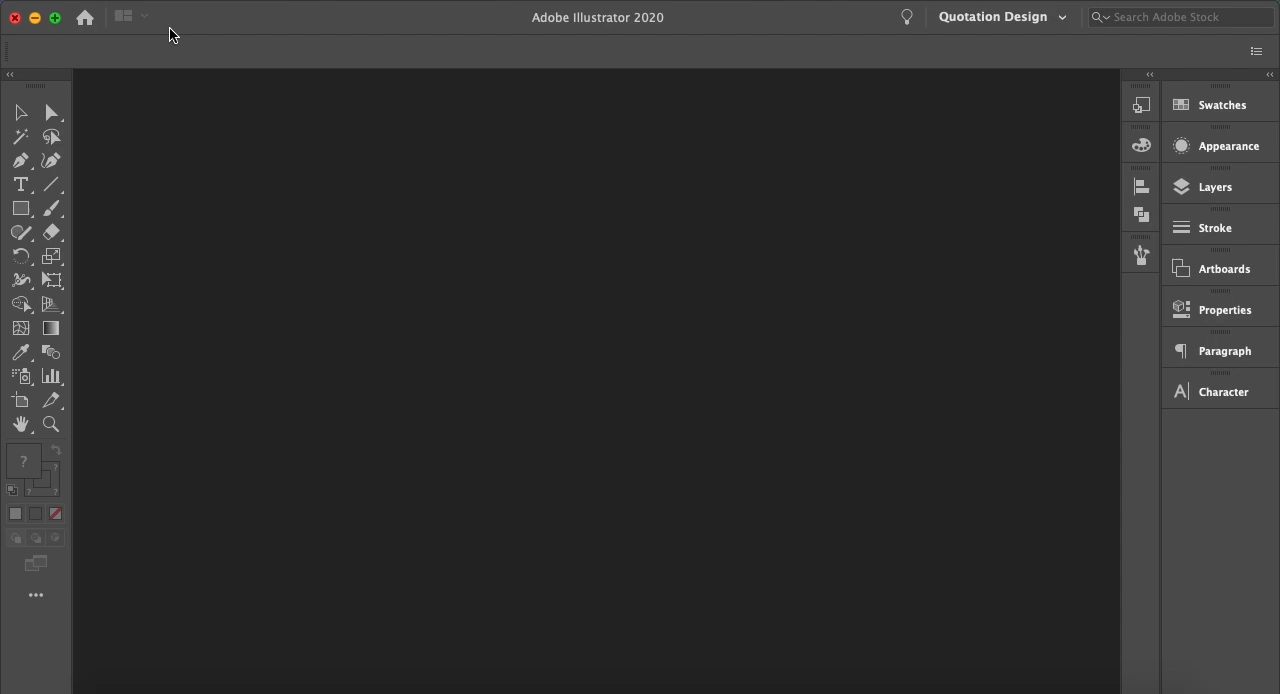 Adobe Illustrator 2020
Quotation Design
Search Adobe Stock
Swatches
Appearance
Layers
Stroke
Artboards
Properties
Paragraph
Character
?
?
? ?